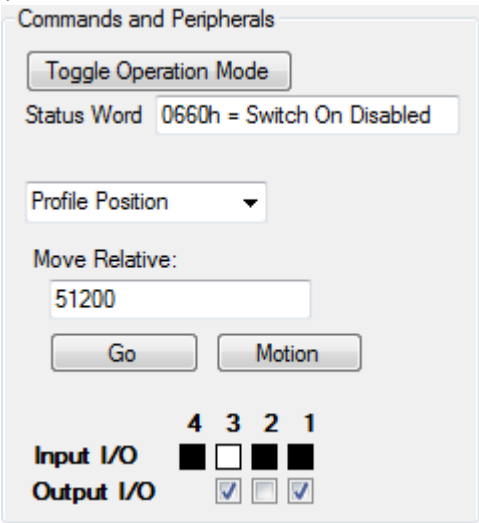 Commands and Peripherals
Toggle Operation Mode
Status Word 0660h = Switch On Disabled
Profile Position
Move Relative:
51200
Go Motion
4 3 2 1
Input I/O
Output I/O